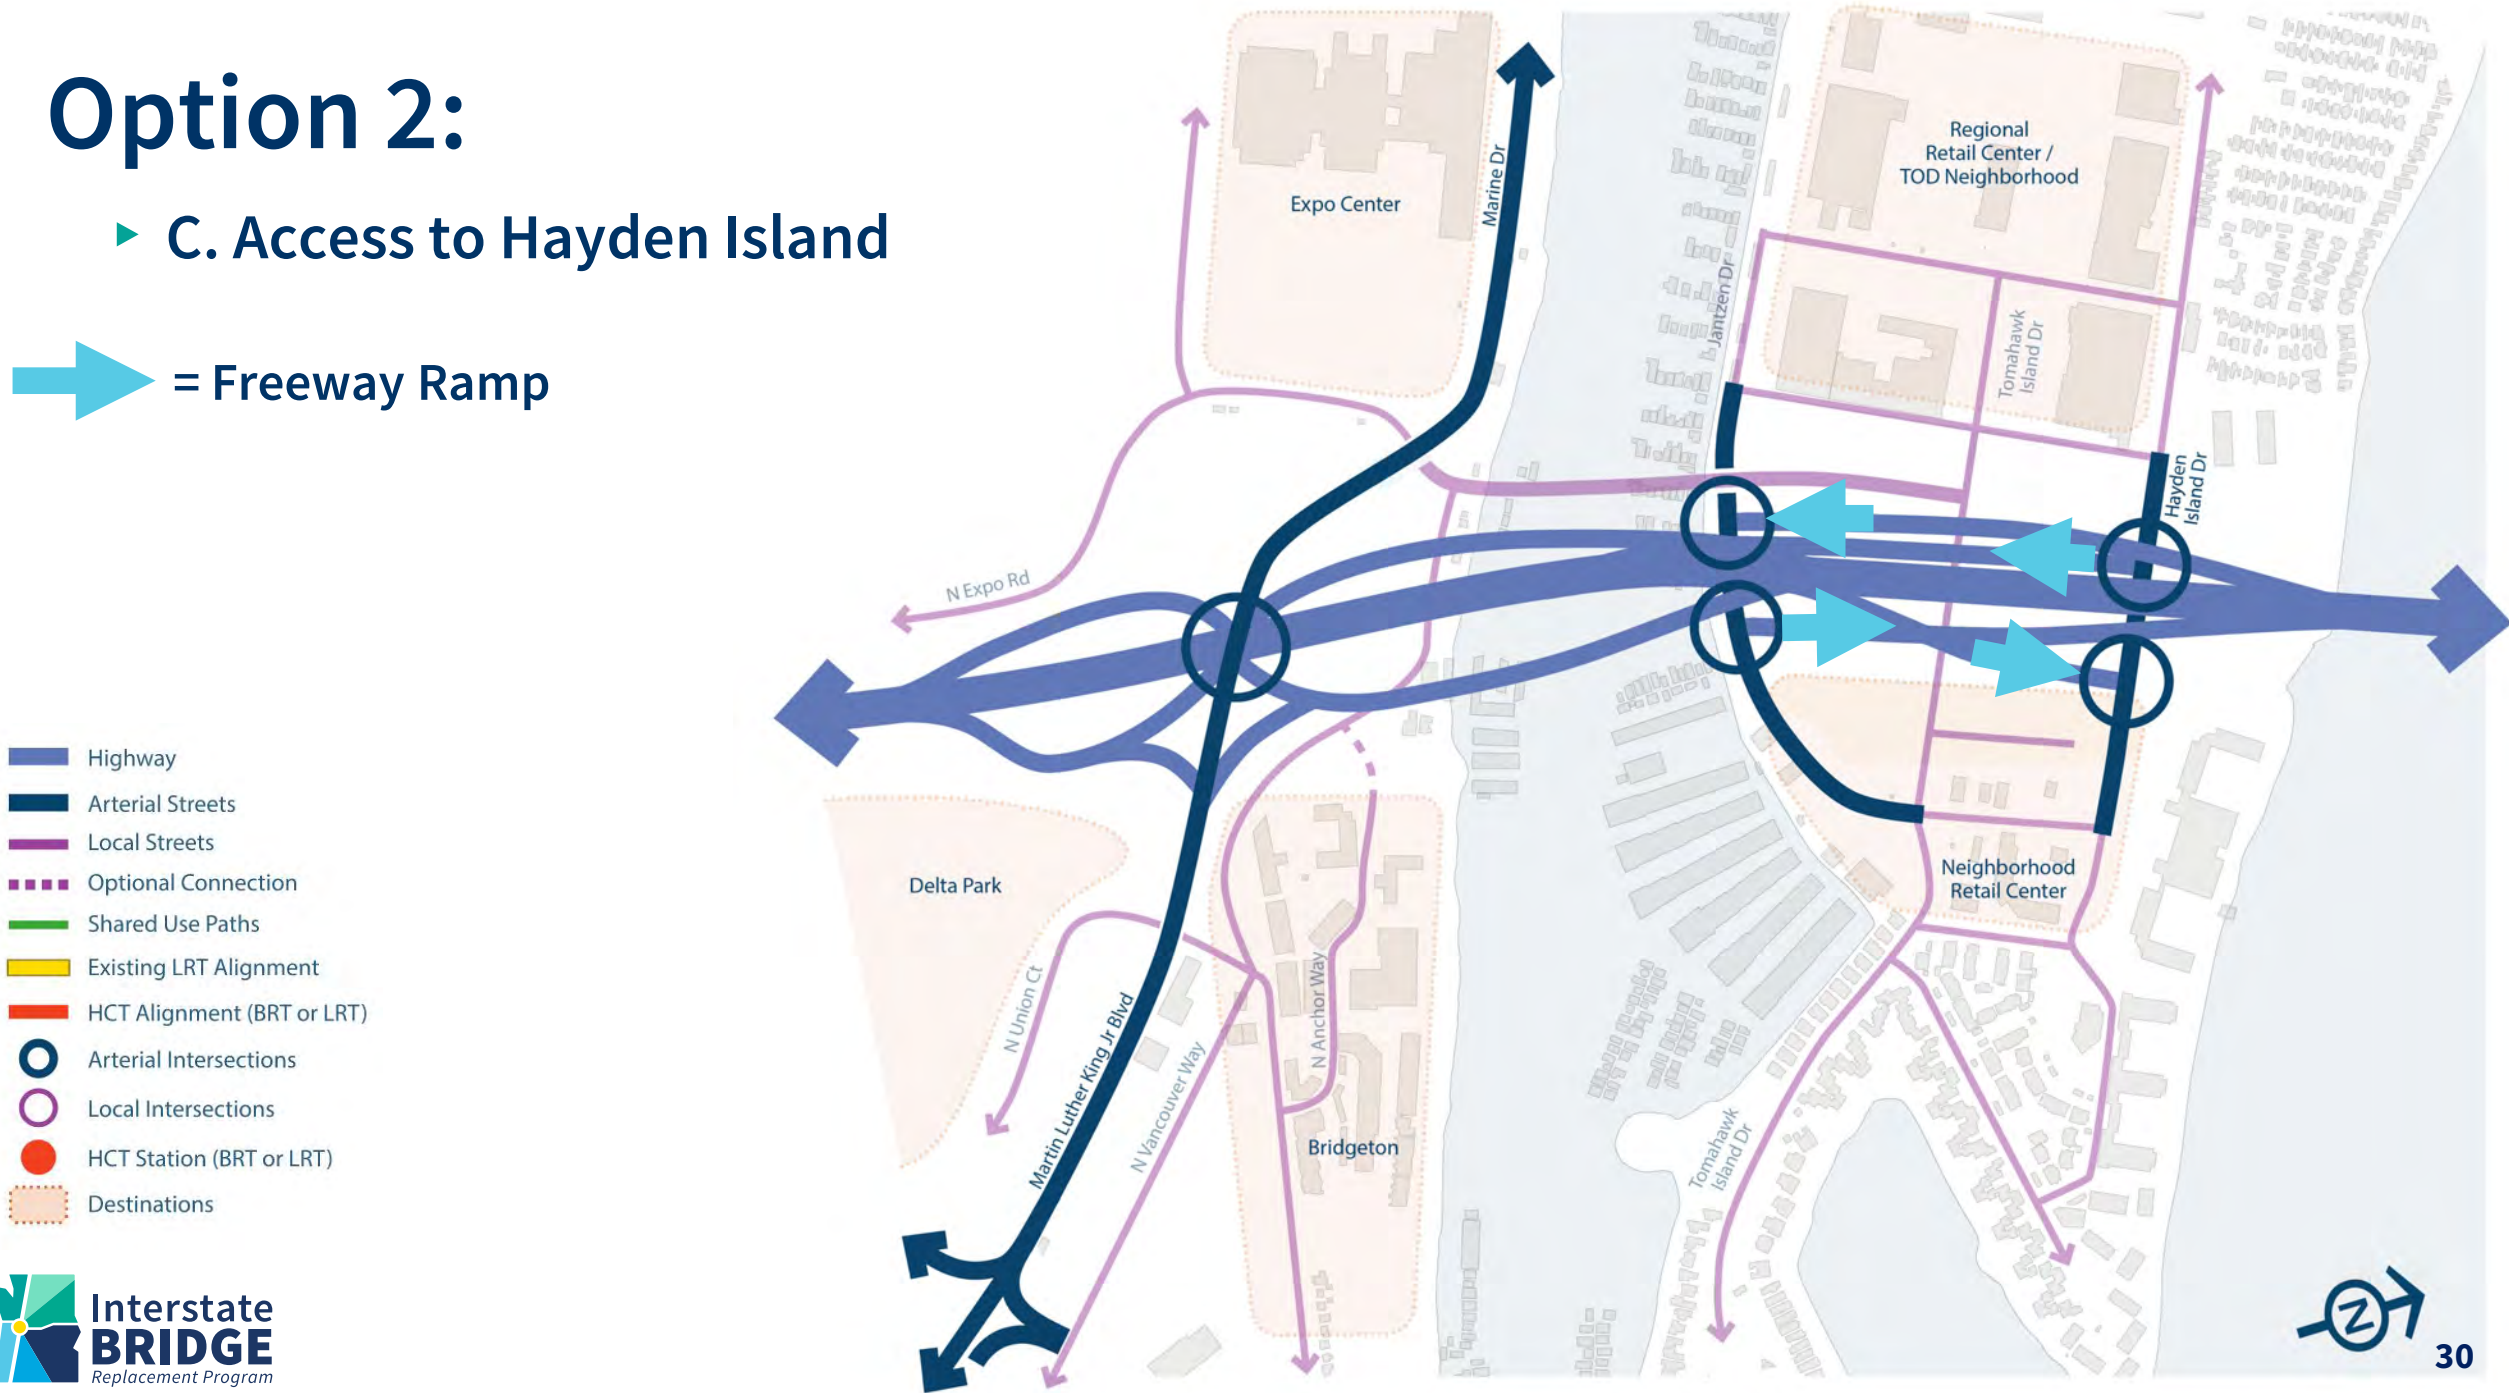 Option 2:
C. Access to Hayden Island
= Freeway Ramp
Highway
Arterial Streets
Local Streets
Optional Connection
Shared Use Paths
Existing LRT Alignment
HCT Alignment (BRT or LRT)
Arterial Intersections
Local Intersections
HCT Station (BRT or LRT)
Destinations
Interstate
BRIDGE
Replacement Program
Expo Center
Marine Dr
Regional
Retail Center /
TOD Neighborhood
Jantzen Dr
Tomahawk
Island Dr
Hayden
Island Dr
N Expo Rd
Delta Park
N Union Ct
Martin Luther King Jr Blvd
N Vancouver Way
N Anchor Way
Bridgeton
Neighborhood
Retail Center
Tomahawk
Island Dr
N
30